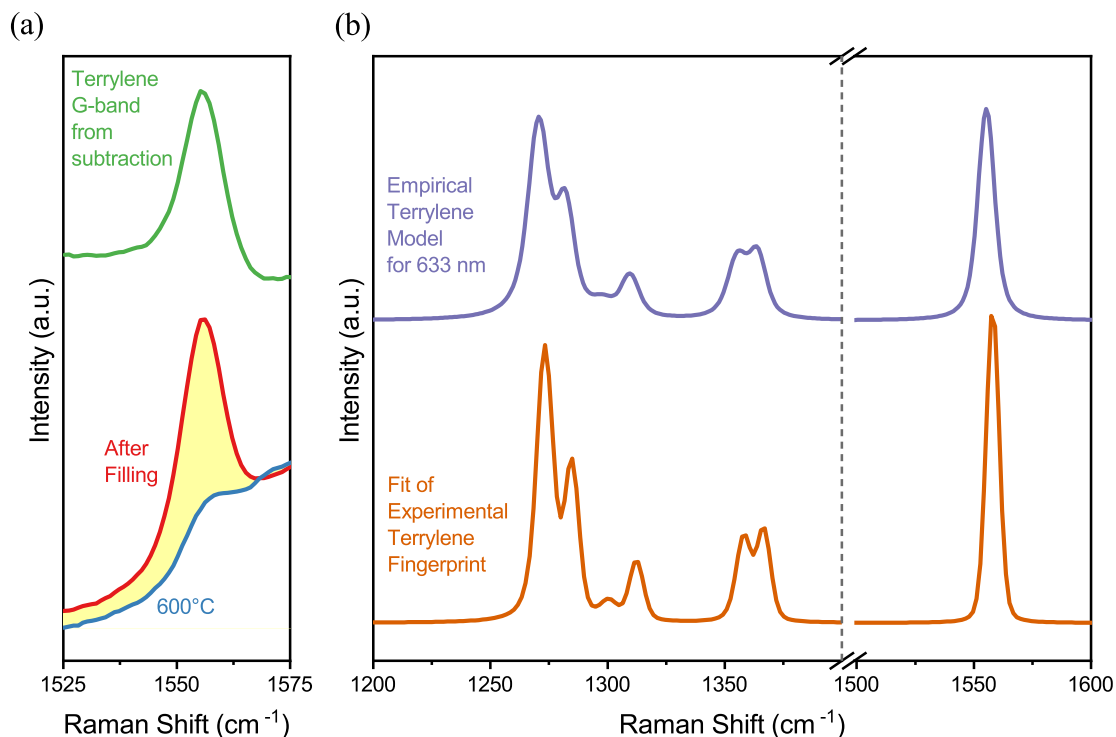 (a)
Terrylene
G-band
from
subtraction
After
Filling
600°C
Intensity (a.u.)
1525
1550
1575
Raman Shift (cm⁻¹)
(b)
Empirical
Terrylene
Model
for 633 nm
Fit of
Experimental
Terrylene
Fingerprint
Intensity (a.u.)
1200
1250
1300
1350
1500
1550
1600
Raman Shift (cm⁻¹)